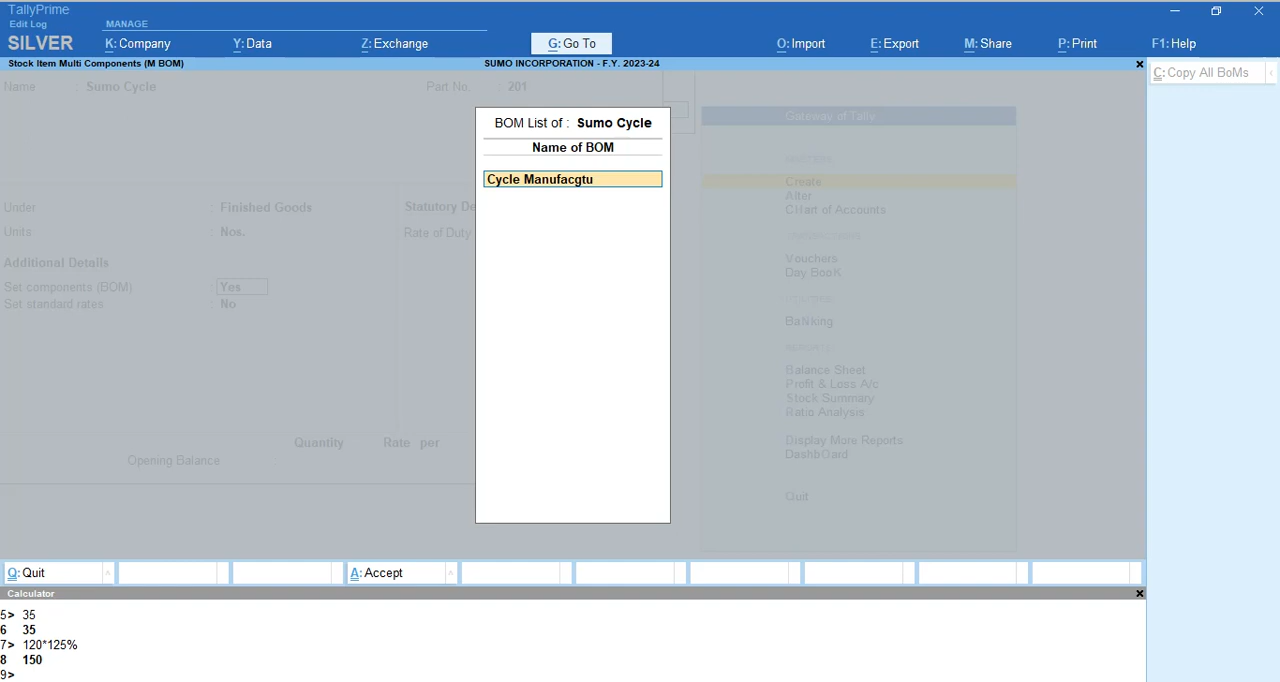 TallyPrime
Edit Log
MANAGE
SILVER
K: Company
Y: Data
Z: Exchange
G: Go To
O: Import
E: Export
M: Share
P: Print
F1: Help
Stock Item Multi Components (M BOM)
SUMO INCORPORATION - F.Y. 2023-24
C: Copy All BoMs
Name : Sumo Cycle
Part No. : 201
BOM List of : Sumo Cycle
Name of BOM
Cycle Manufacgtu
Under : Finished Goods
Units : Nos.
Statutory De
Rate of Duty
Additional Details
Set components (BOM) : Yes
Set standard rates : No
Quantity Rate per
Opening Balance
Gateway of Tally
MASTERS
Create
Alter
CHart of Accounts
TRANSACTIONS
Vouchers
Day BooK
UTILITIES
BaNking
REPORTS
Balance Sheet
Profit & Loss A/c
Stock Summary
Ratio Analysis
Display More Reports
DashbOard
Quit
Q: Quit
A: Accept
Calculator
5> 35
6 35
7> 120*125%
8 150
9>